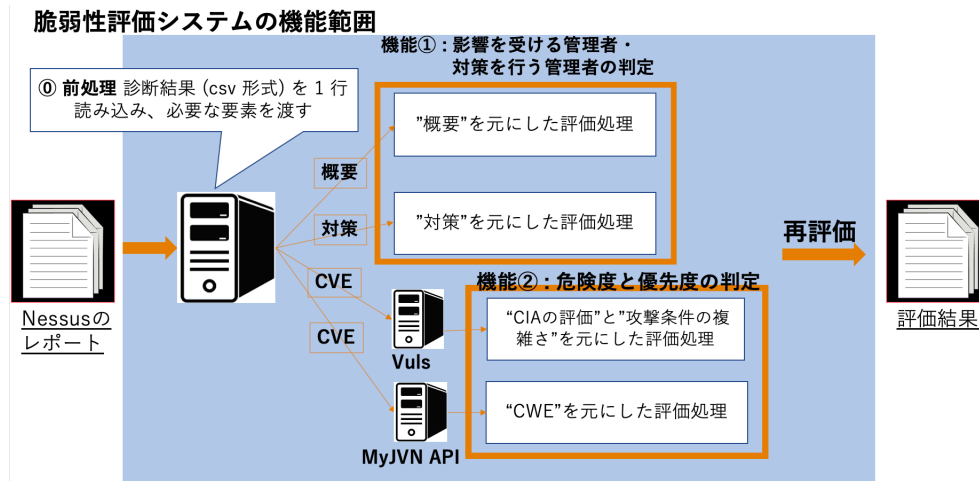 脆弱性評価システムの機能範囲
機能①：影響を受ける管理者・
対策を行う管理者の判定
⓪ 前処理 診断結果 (csv 形式) を 1 行
読み込み、必要な要素を渡す
”概要”を元にした評価処理
概要
”対策”を元にした評価処理
対策
再評価
機能②：危険度と優先度の判定
CVE
“CIAの評価”と”攻撃条件の複
雑さ”を元にした評価処理
Nessusの
レポート
評価結果
CVE
Vuls
“CWE”を元にした評価処理
MyJVN API